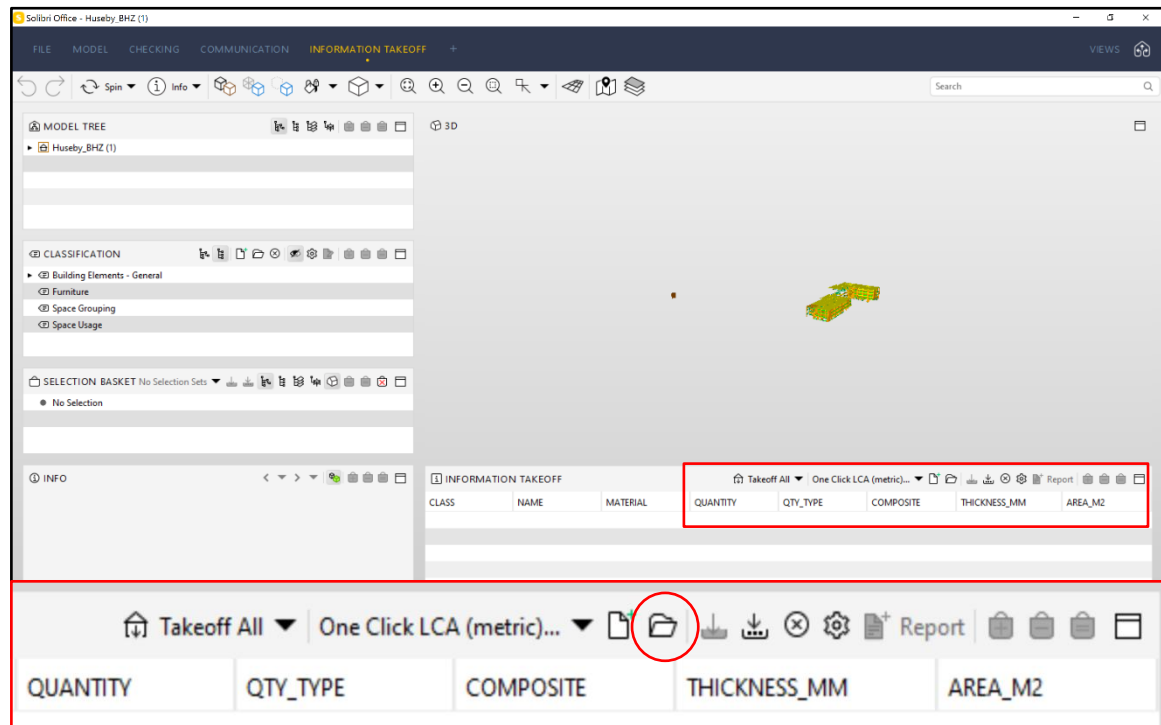 Solibri Office - Huseby_BHZ (1)
FILE MODEL CHECKING COMMUNICATION INFORMATION TAKEOFF + VIEWS
Spin Info Search
MODEL TREE
Huseby_BHZ (1)
3D
CLASSIFICATION
Building Elements - General
Furniture
Space Grouping
Space Usage
SELECTION BASKET No Selection Sets
No Selection
INFO
INFORMATION TAKEOFF Takeoff All One Click LCA (metric)... Report
CLASS NAME MATERIAL QUANTITY QTY_TYPE COMPOSITE THICKNESS_MM AREA_M2
Takeoff All One Click LCA (metric)... Report
QUANTITY QTY_TYPE COMPOSITE THICKNESS_MM AREA_M2